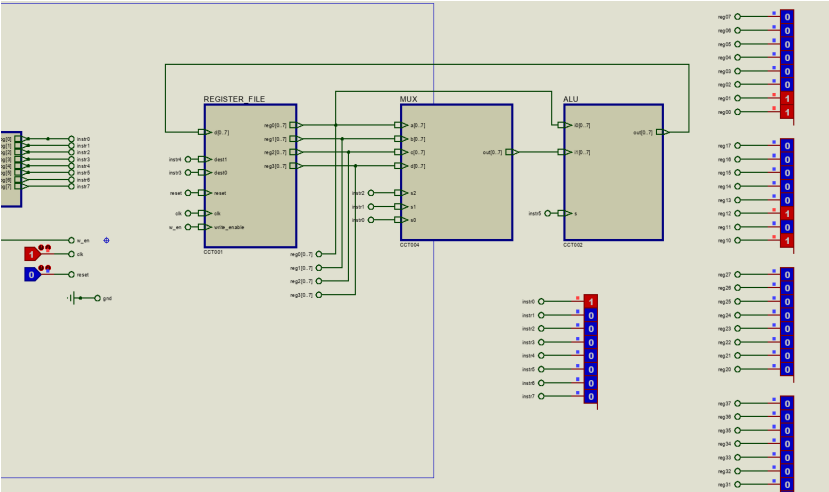 REGISTER_FILE
d[0..7]
instr4
dest1
instr3
dest0
reset
reset
clk
clk
w_en
write_enable
reg0[0..7]
reg1[0..7]
reg2[0..7]
reg3[0..7]
CCT001
reg0[0..7]
reg1[0..7]
reg2[0..7]
reg3[0..7]
MUX
a[0..7]
b[0..7]
c[0..7]
d[0..7]
instr2
s2
instr1
s1
instr0
s0
out[0..7]
CCT004
ALU
i0[0..7]
i1[0..7]
instr5
s
out[0..7]
CCT002
g[0]
g[1]
g[2]
g[3]
g[4]
g[5]
g[6]
g[7]
instr0
instr1
instr2
instr3
instr4
instr5
instr6
instr7
w_en
1
clk
0
reset
gnd
instr0 1
instr1 0
instr2 0
instr3 0
instr4 0
instr5 0
instr6 0
instr7 0
reg07 0
reg06 0
reg05 0
reg04 0
reg03 0
reg02 0
reg01 1
reg00 1
reg17 0
reg16 0
reg15 0
reg14 0
reg13 0
reg12 1
reg11 0
reg10 1
reg27 0
reg26 0
reg25 0
reg24 0
reg23 0
reg22 0
reg21 0
reg20 0
reg37 0
reg36 0
reg35 0
reg34 0
reg33 0
reg32 0
reg31 0